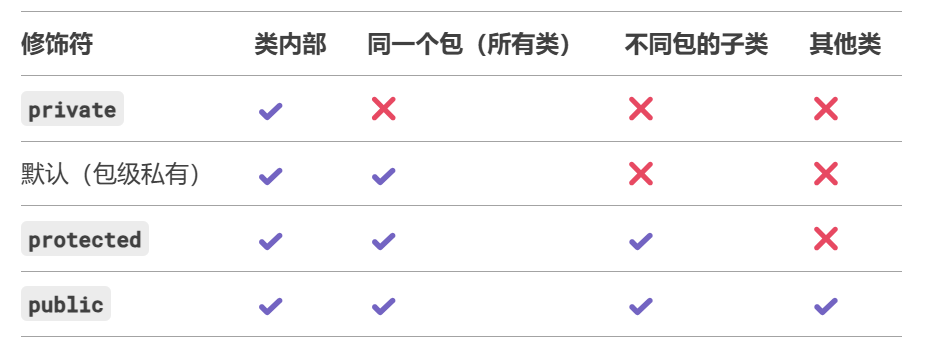 修饰符 类内部 同一个包（所有类） 不同包的子类 其他类
private ✓ ✗ ✗ ✗
默认（包级私有） ✓ ✓ ✗ ✗
protected ✓ ✓ ✓ ✗
public ✓ ✓ ✓ ✓